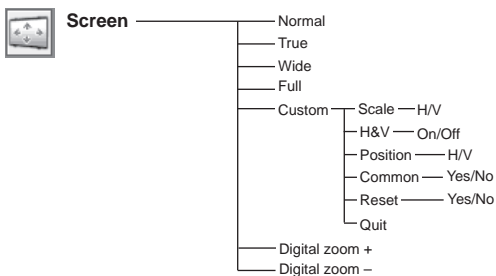 Screen
Normal
True
Wide
Full
Custom
Scale H/V
H&V On/Off
Position H/V
Common Yes/No
Reset Yes/No
Quit
Digital zoom +
Digital zoom –